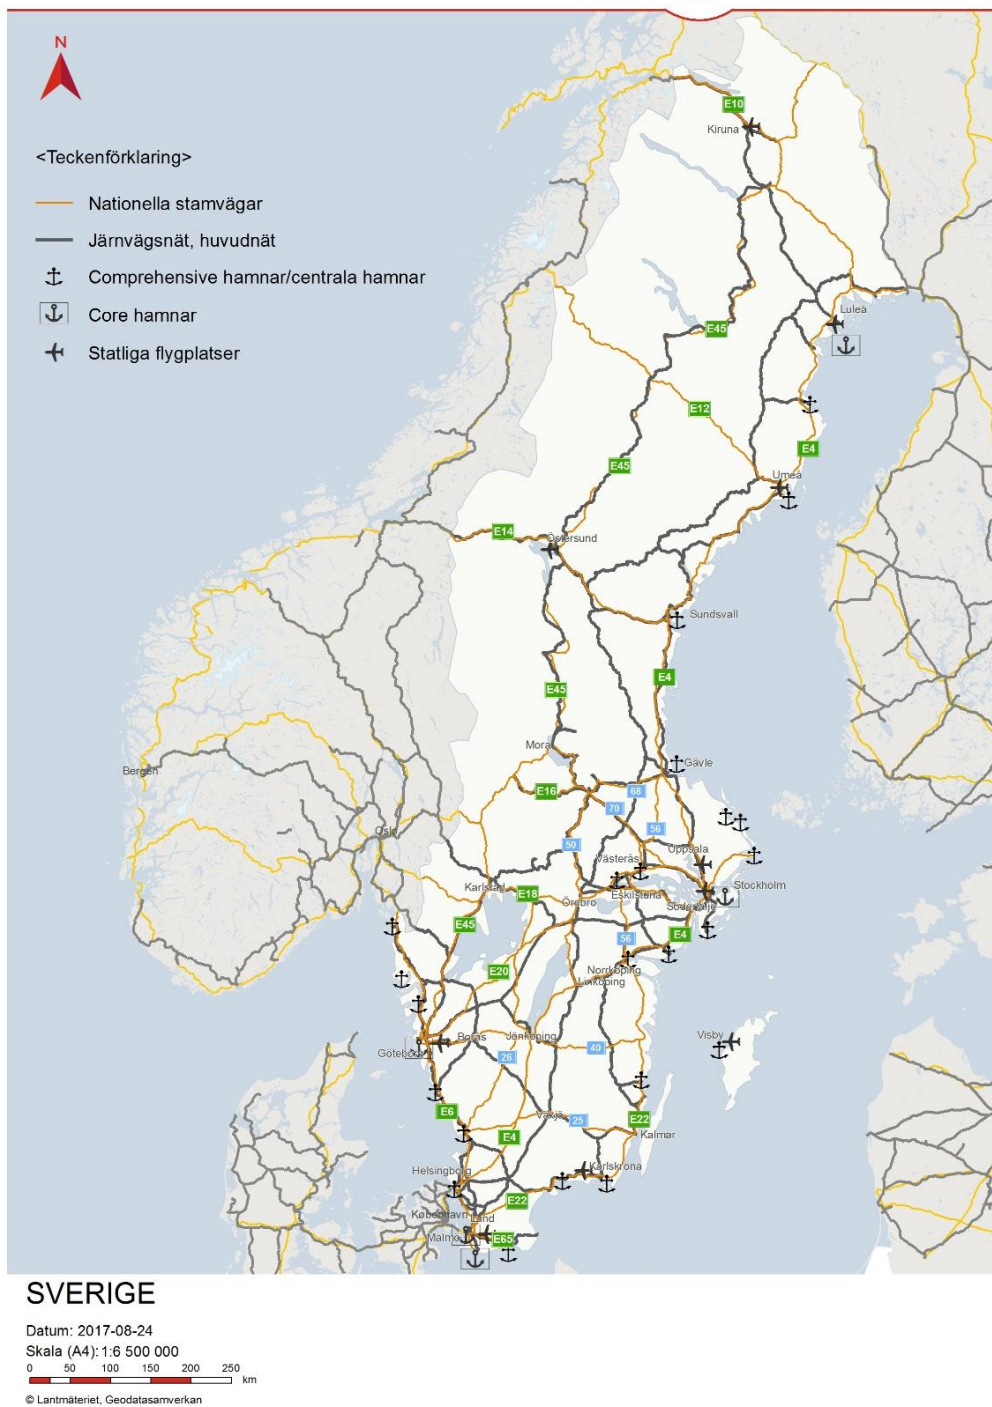 N
<Teckenförklaring>
Nationella stamvägar
Järnvägsnät, huvudnät
Comprehensive hamnar/centrala hamnar
Core hamnar
Statliga flygplatser
E10
Kiruna
Luleå
E45
E12
E4
E45
Umeå
E14
Östersund
Sundsvall
E4
E45
Mora
Gävle
Bergen
E16
68
70
56
Oslo
50
Västerås
Uppsala
Karlstad
E18
Eskilstuna
Stockholm
Örebro
Södertälje
E45
56
E4
E20
Norrköping
Linköping
Visby
Göteborg
Borås
Jönköping
26
40
E6
Växjö
25
E22
E4
Kalmar
Helsingborg
Karlskrona
E22
København
Lund
Malmö
E65
SVERIGE
Datum: 2017-08-24
Skala (A4): 1:6 500 000
0 50 100 150 200 250
km
© Lantmäteriet, Geodatasamverkan